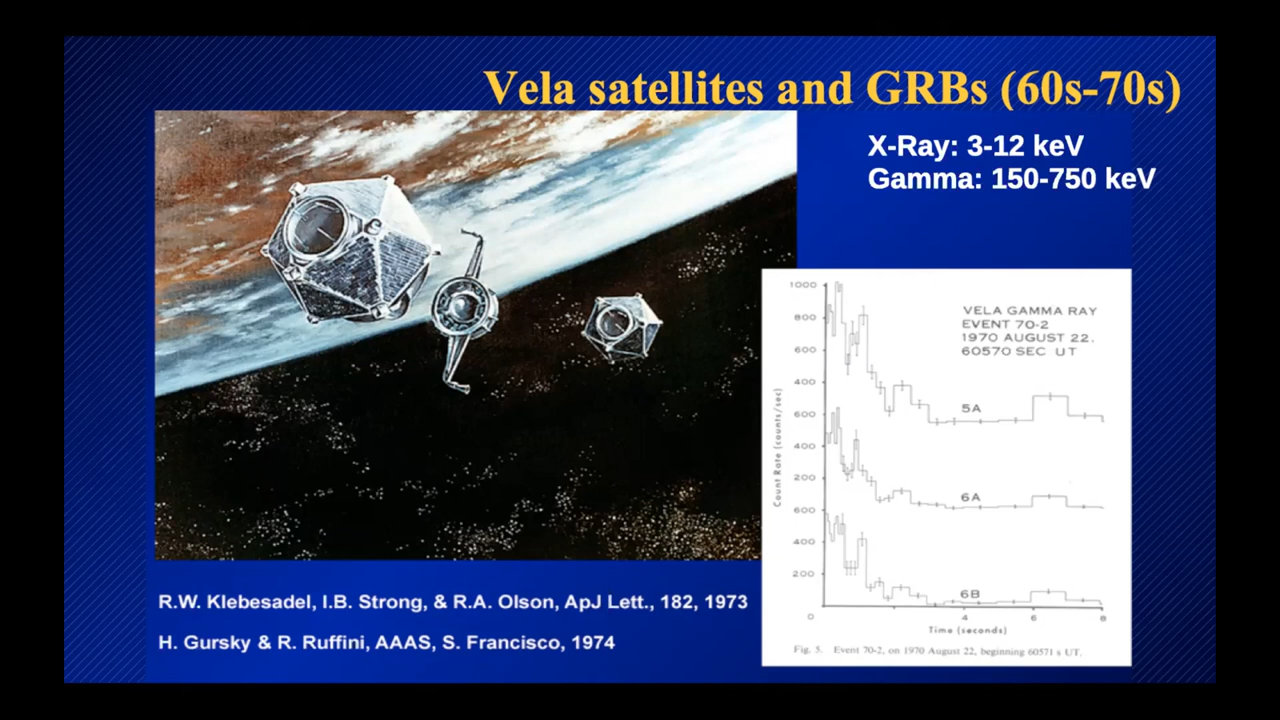 Vela satellites and GRBs (60s-70s)
X-Ray: 3-12 keV
Gamma: 150-750 keV
1000
VELA GAMMA RAY
EVENT 70-2
1970 AUGUST 22.
60570 SEC UT
800
600
400
5A
600
400
200
6A
600
400
200
6B
0
4
6
8
Count Rate (counts/sec)
Time (seconds)
Fig. 5. Event 70-2, on 1970 August 22, beginning 60571 s UT.
R.W. Klebesadel, I.B. Strong, & R.A. Olson, ApJ Lett., 182, 1973
H. Gursky & R. Ruffini, AAAS, S. Francisco, 1974